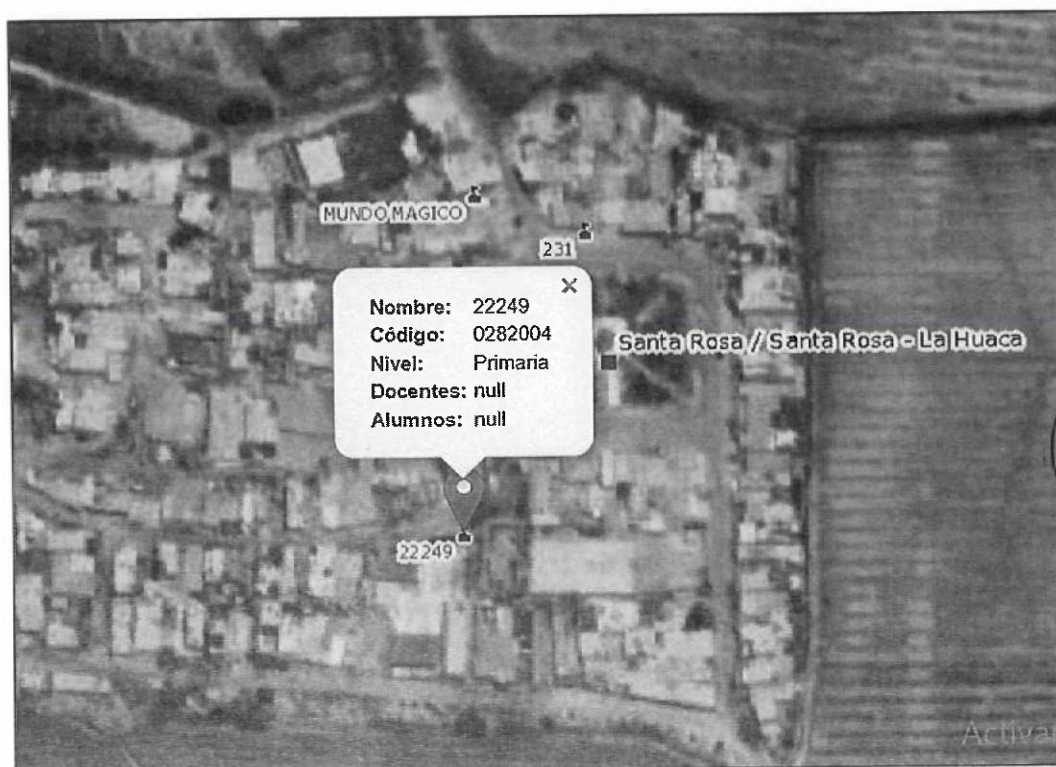 MUNDO MAGICO
231
×
Nombre: 22249
Código: 0282004
Nivel: Primaria
Docentes: null
Alumnos: null
Santa Rosa / Santa Rosa - La Huaca
22249
Activar